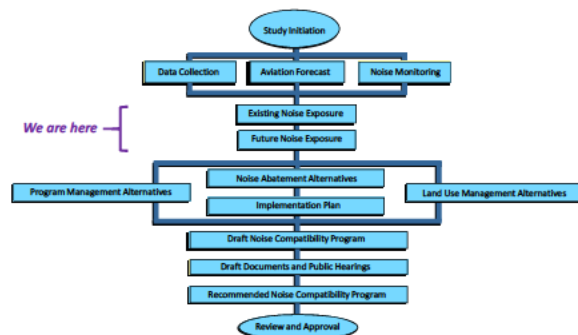 Study Initiation
Data Collection
Aviation Forecast
Noise Monitoring
We are here
Existing Noise Exposure
Future Noise Exposure
Noise Abatement Alternatives
Program Management Alternatives
Land Use Management Alternatives
Implementation Plan
Draft Noise Compatibility Program
Draft Documents and Public Hearings
Recommended Noise Compatibility Program
Review and Approval